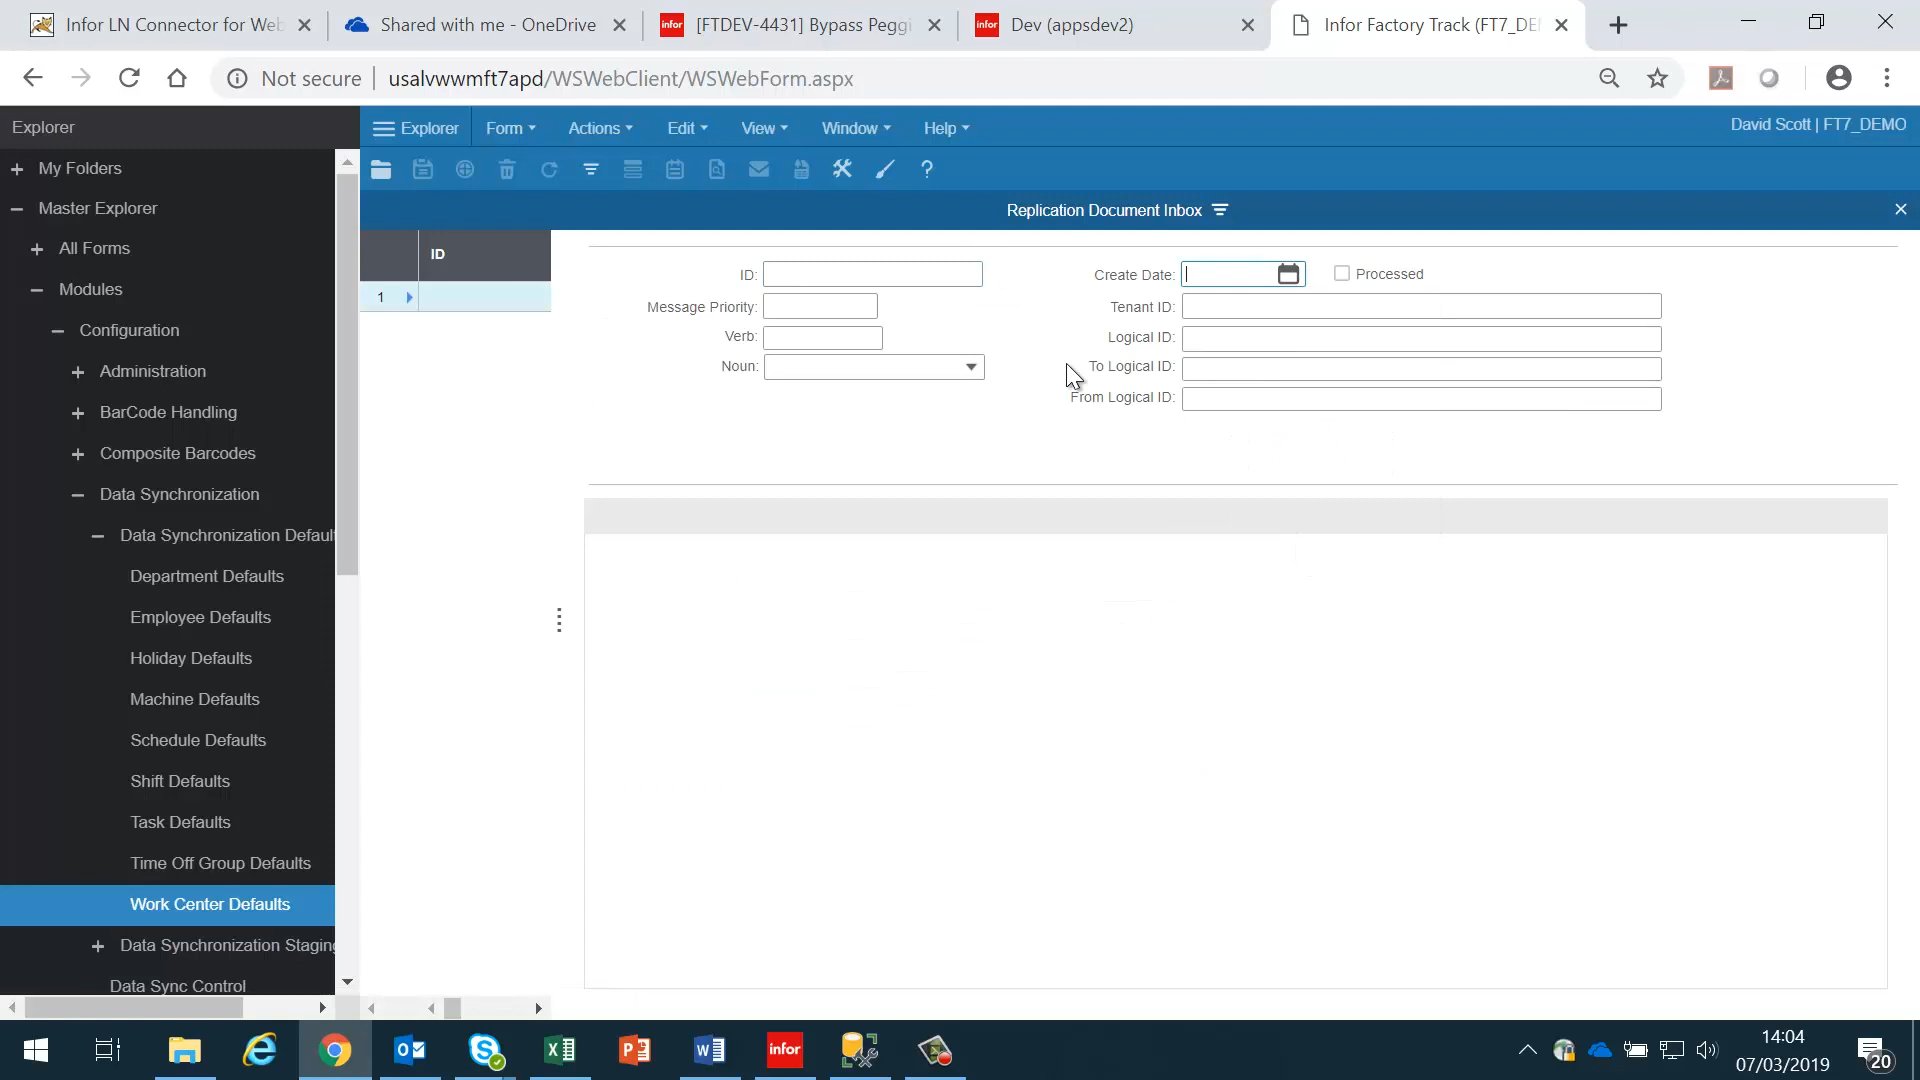 Infor LN Connector for Web
Shared with me - OneDrive
infor
[FTDEV-4431] Bypass Peggi
infor
Dev (appsdev2)
Infor Factory Track (FT7_DE
Not secure
usalvwwmft7apd/WSWebClient/WSWebForm.aspx
Explorer
My Folders
Master Explorer
All Forms
Modules
Configuration
Administration
BarCode Handling
Composite Barcodes
Data Synchronization
Data Synchronization Defaul
Department Defaults
Employee Defaults
Holiday Defaults
Machine Defaults
Schedule Defaults
Shift Defaults
Task Defaults
Time Off Group Defaults
Work Center Defaults
Data Synchronization Staging
Data Sync Control
Explorer
Form
Actions
Edit
View
Window
Help
David Scott | FT7_DEMO
Replication Document Inbox
ID
1
ID:
Message Priority:
Verb:
Noun:
Create Date:
Processed
Tenant ID:
Logical ID:
To Logical ID:
From Logical ID:
infor
14:04
07/03/2019
20